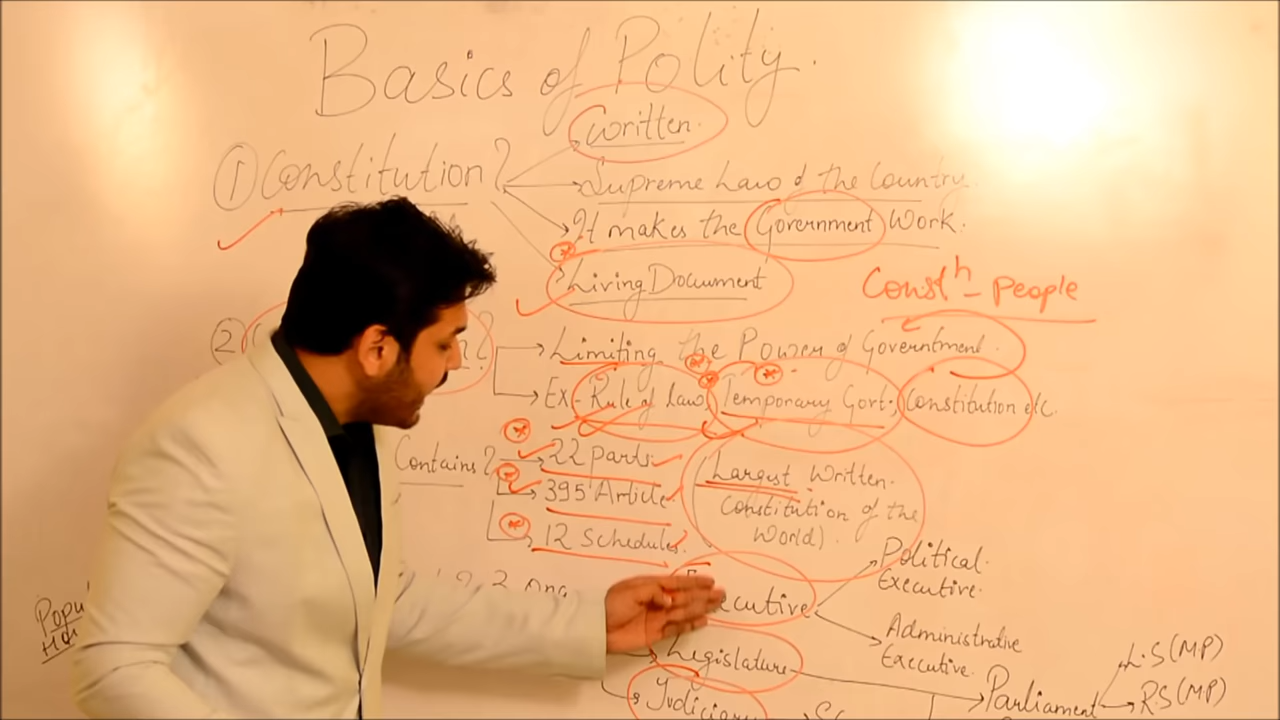 Basics of Polity.
① Constitution?
Written.
Supreme Law of the Country.
It makes the Government Work.
Living Document
Constⁿ - People
②
Limiting the Power of Governtment.
Ex - Rule of Law, Temporary Govt., Constitution etc.
Contains?
22 Parts.
395 Article
12 Schedules.
Largest Written.
Constitution of the
World).
Executive
Political
Executive.
Administrative
Executive.
Legislature
Parliament
L.S (MP)
R.S (MP)
Judiciary